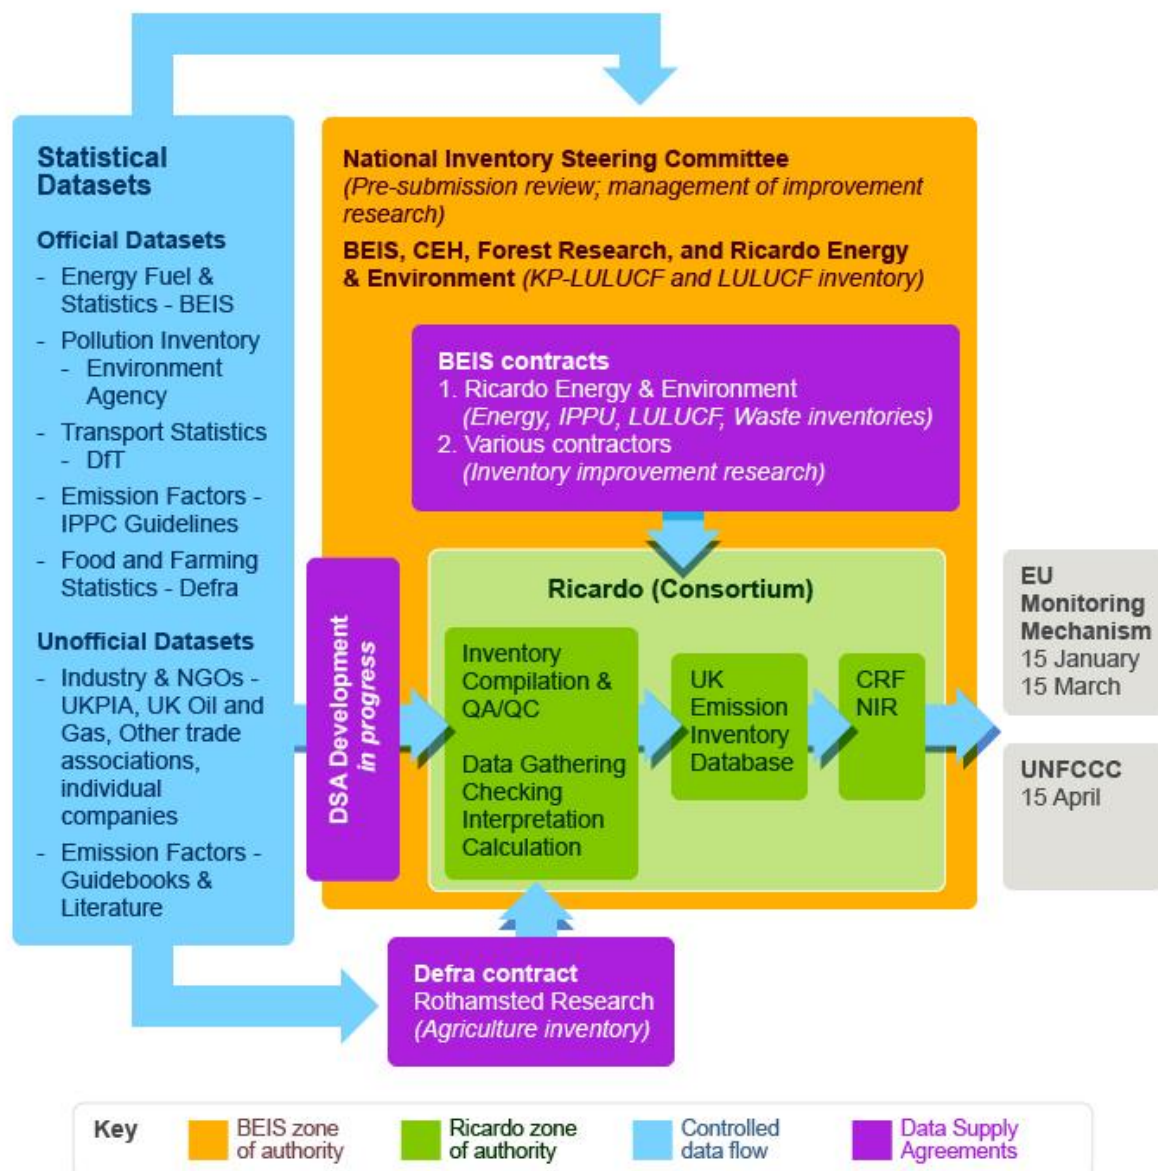 Statistical
Datasets
Official Datasets
- Energy Fuel &
Statistics - BEIS
- Pollution Inventory
- Environment
Agency
- Transport Statistics
- DfT
- Emission Factors -
IPPC Guidelines
- Food and Farming
Statistics - Defra
Unofficial Datasets
- Industry & NGOs -
UKPIA, UK Oil and
Gas, Other trade
associations,
individual
companies
- Emission Factors -
Guidebooks &
Literature
National Inventory Steering Committee
(Pre-submission review; management of improvement
research)
BEIS, CEH, Forest Research, and Ricardo Energy
& Environment (KP-LULUCF and LULUCF inventory)
BEIS contracts
1. Ricardo Energy & Environment
(Energy, IPPU, LULUCF, Waste inventories)
2. Various contractors
(Inventory improvement research)
DSA Development
in progress
Ricardo (Consortium)
Inventory
Compilation &
QA/QC
Data Gathering
Checking
Interpretation
Calculation
UK
Emission
Inventory
Database
CRF
NIR
EU
Monitoring
Mechanism
15 January
15 March
UNFCCC
15 April
Defra contract
Rothamsted Research
(Agriculture inventory)
Key
BEIS zone
of authority
Ricardo zone
of authority
Controlled
data flow
Data Supply
Agreements